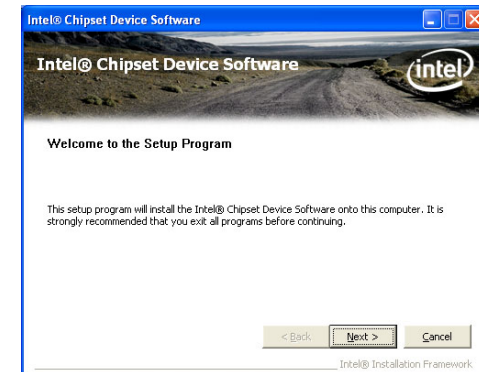 Intel® Chipset Device Software
Intel® Chipset Device Software
intel
Welcome to the Setup Program
This setup program will install the Intel® Chipset Device Software onto this computer. It is
strongly recommended that you exit all programs before continuing.
< Back Next > Cancel
Intel® Installation Framework